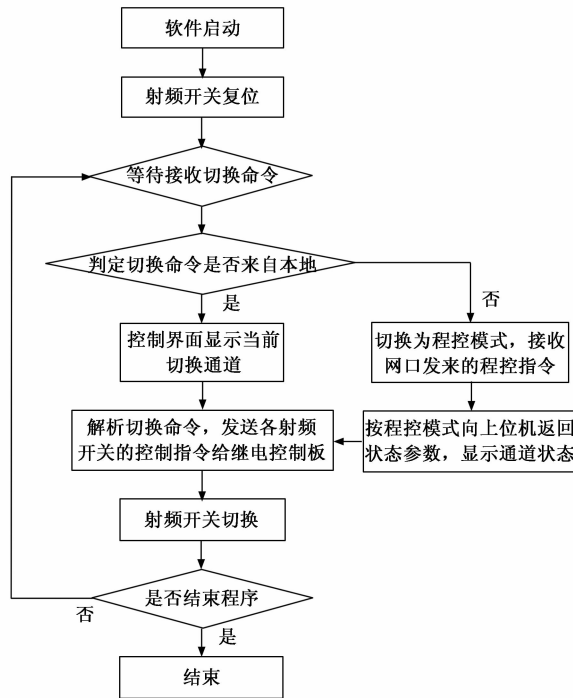 软件启动
射频开关复位
等待接收切换命令
判定切换命令是否来自本地
是
否
控制界面显示当前
切换通道
切换为程控模式，接收
网口发来的程控指令
解析切换命令，发送各射频
开关的控制指令给继电控制板
按程控模式向上位机返回
状态参数，显示通道状态
射频开关切换
是否结束程序
否
是
结束